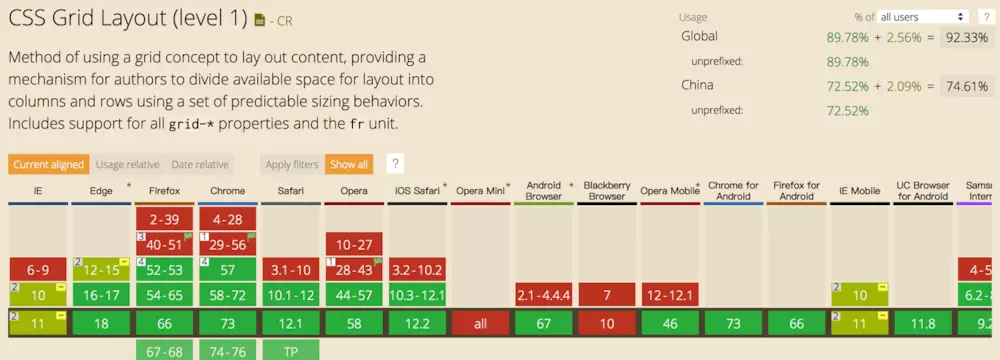 CSS Grid Layout (level 1) - CR
Usage % of all users ?
Global 89.78% + 2.56% = 92.33%
unprefixed: 89.78%
China 72.52% + 2.09% = 74.61%
unprefixed: 72.52%
Method of using a grid concept to lay out content, providing a
mechanism for authors to divide available space for layout into
columns and rows using a set of predictable sizing behaviors.
Includes support for all grid-* properties and the fr unit.
Current aligned Usage relative Date relative Apply filters Show all ?
IE Edge * Firefox Chrome Safari Opera iOS Safari * Opera Mini * Android Browser * Blackberry Browser Opera Mobile * Chrome for Android Firefox for Android IE Mobile UC Browser for Android
2-39 4-28
3 40-51 1 29-56 10-27
6-9 2 12-15 4 52-53 4 57 3.1-10 1 28-43 3.2-10.2
2 10 16-17 54-65 58-72 10.1-12 44-57 10.3-12.1 2.1-4.4.4 7 12-12.1 2 10
2 11 18 66 73 12.1 58 12.2 all 67 10 46 73 66 2 11 11.8
67-68 74-76 TP